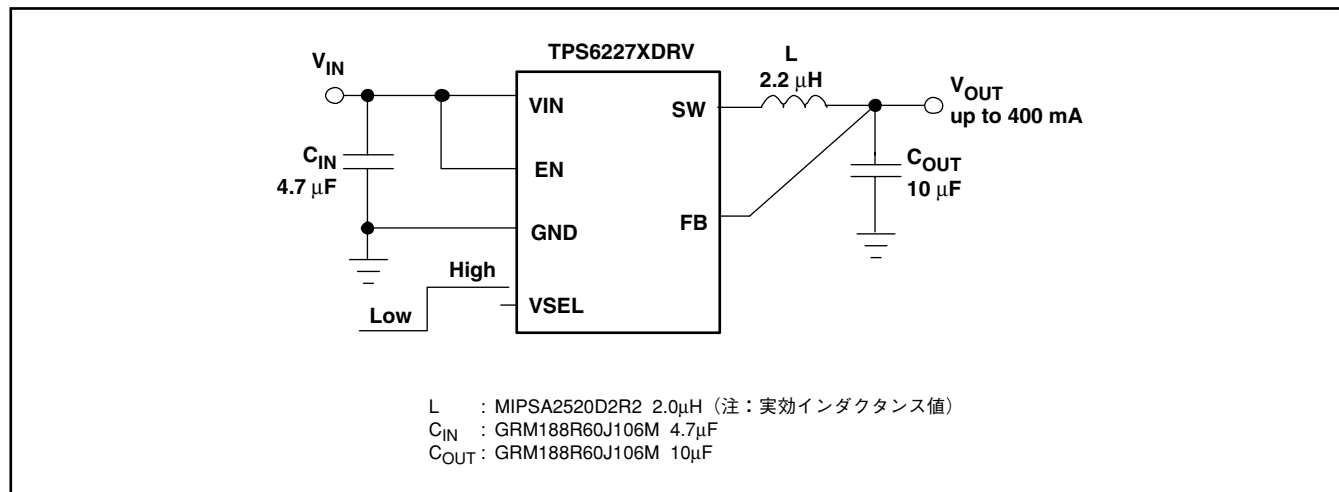 TPS6227XDRV
V_IN
L
2.2 μH
V_OUT
up to 400 mA
VIN
SW
C_IN
4.7 μF
EN
C_OUT
10 μF
FB
GND
High
Low
VSEL
L : MIPSA2520D2R2 2.0μH（注：実効インダクタンス値）
C_IN : GRM188R60J106M 4.7μF
C_OUT : GRM188R60J106M 10μF